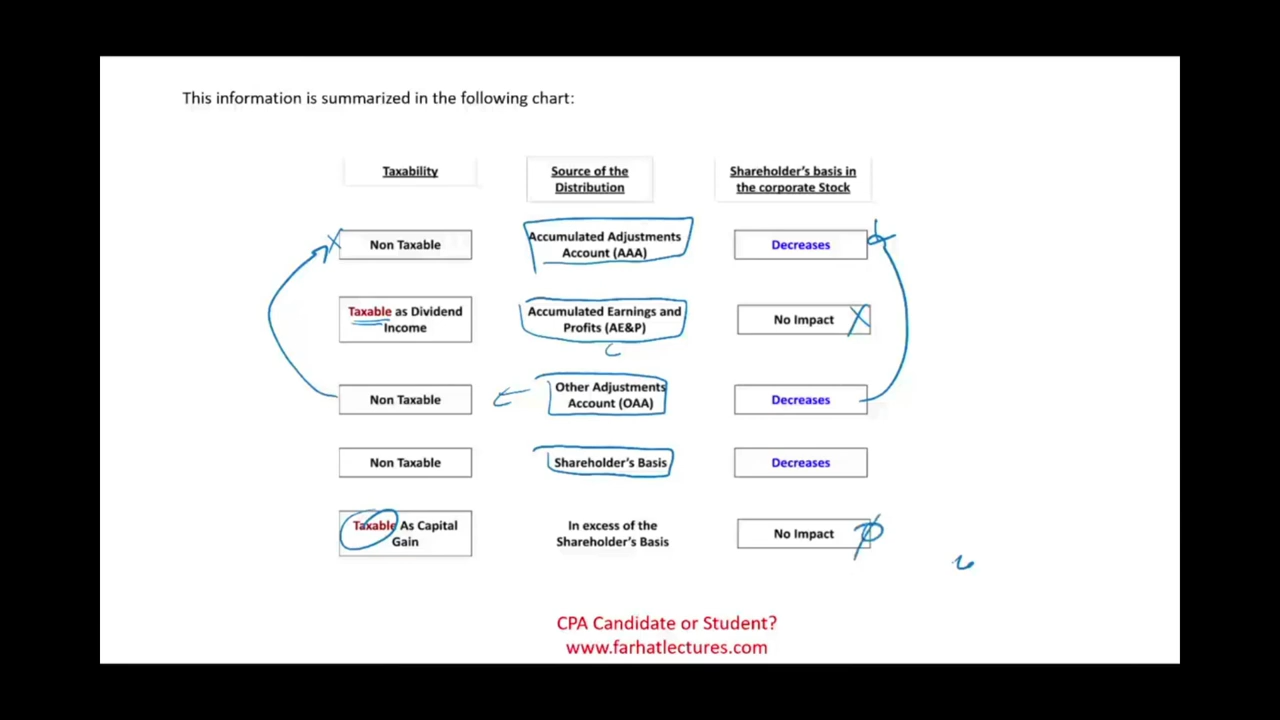 This information is summarized in the following chart:
Taxability
Source of the
Distribution
Shareholder's basis in
the corporate Stock
Non Taxable
Accumulated Adjustments
Account (AAA)
Decreases
Taxable as Dividend
Income
Accumulated Earnings and
Profits (AE&P)
No Impact
Non Taxable
Other Adjustments
Account (OAA)
Decreases
Non Taxable
Shareholder's Basis
Decreases
Taxable As Capital
Gain
In excess of the
Shareholder's Basis
No Impact
CPA Candidate or Student?
www.farhatlectures.com